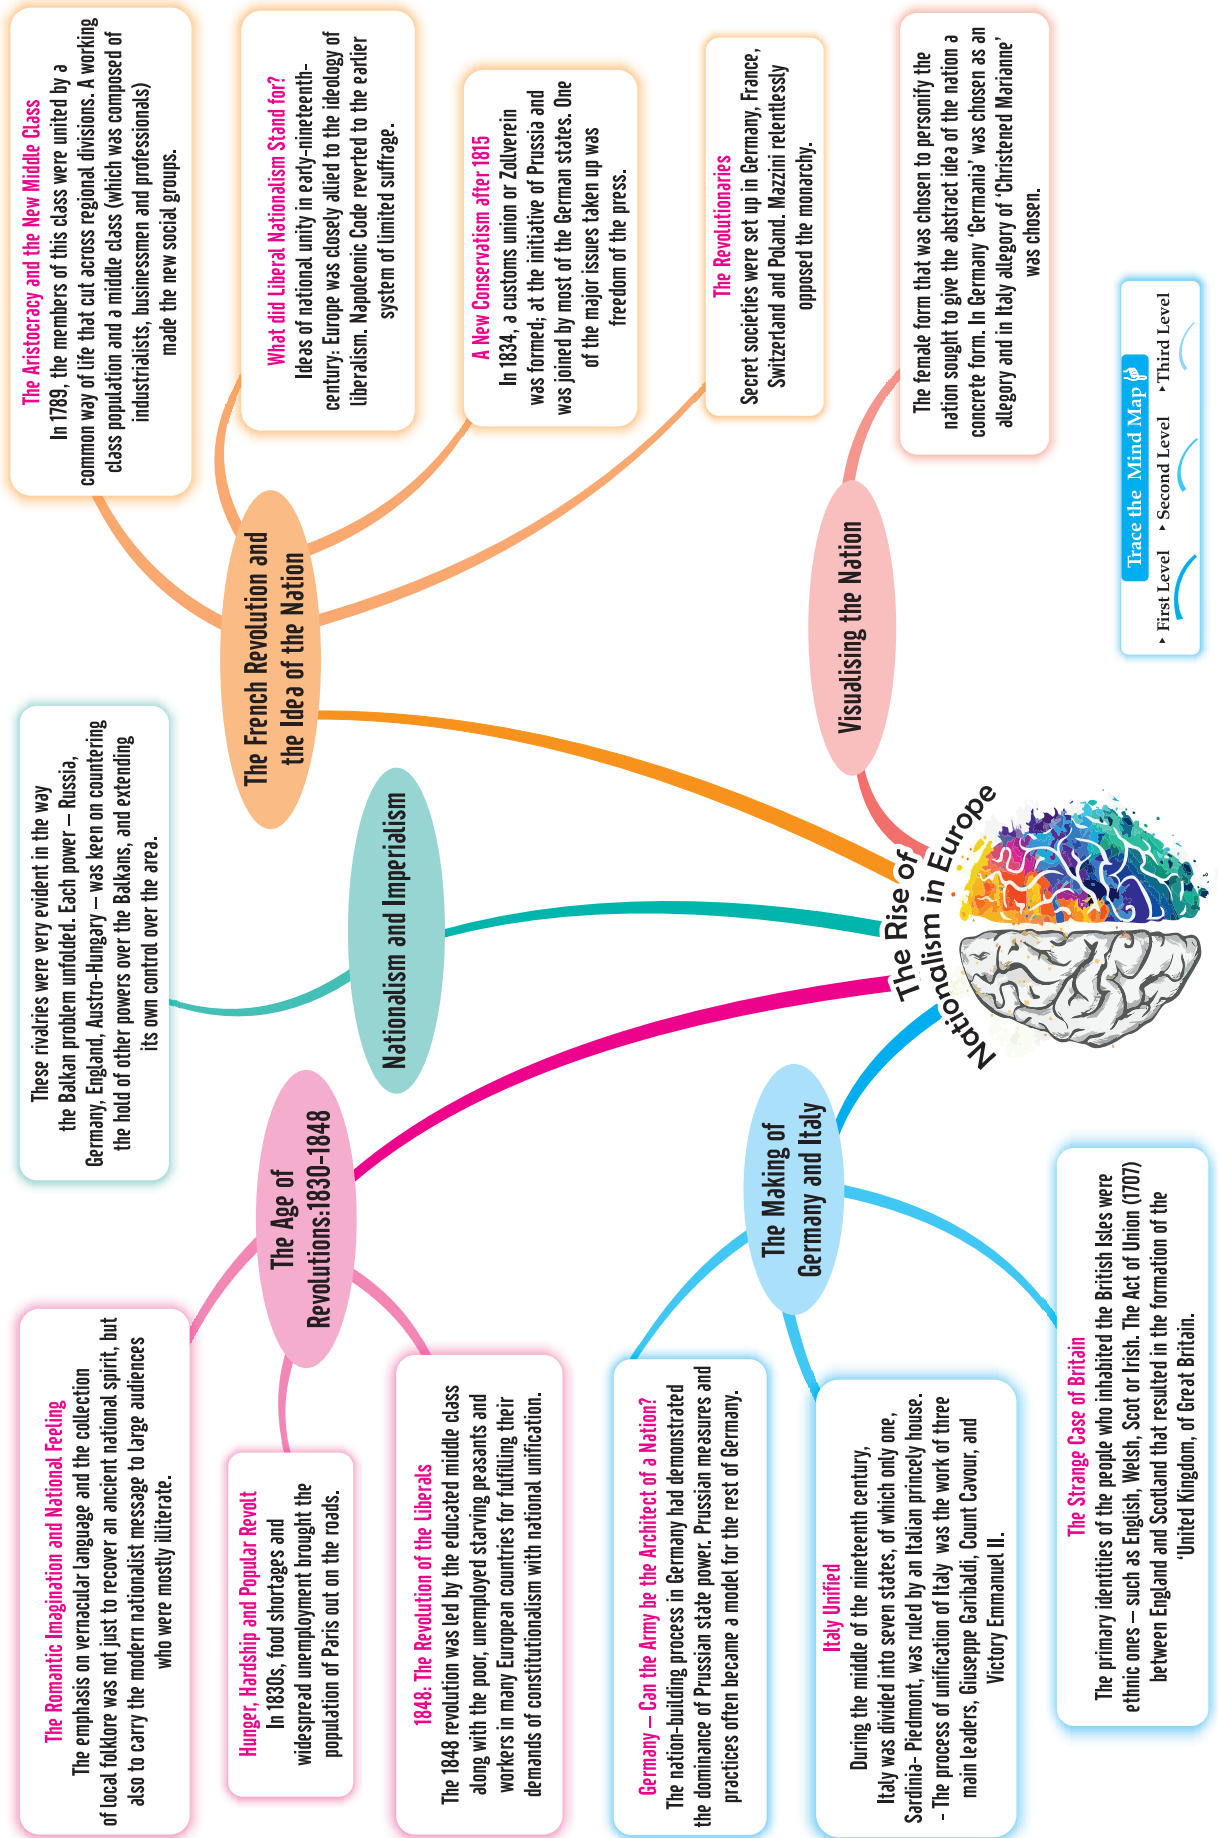 The Rise of
Nationalism in Europe
The French Revolution and
the Idea of the Nation
The Aristocracy and the New Middle Class
In 1789, the members of this class were united by a
common way of life that cut across regional divisions. A working
class population and a middle class (which was composed of
industrialists, businessmen and professionals)
made the new social groups.
What did Liberal Nationalism Stand for?
Ideas of national unity in early-nineteenth-
century: Europe was closely allied to the ideology of
liberalism. Napoleonic Code reverted to the earlier
system of limited suffrage.
A New Conservatism after 1815
In 1834, a customs union or Zollverein
was formed; at the initiative of Prussia and
was joined by most of the German states. One
of the major issues taken up was
freedom of the press.
The Revolutionaries
Secret societies were set up in Germany, France,
Switzerland and Poland. Mazzini relentlessly
opposed the monarchy.
Visualising the Nation
The female form that was chosen to personify the
nation sought to give the abstract idea of the nation a
concrete form. In Germany ‘Germania’ was chosen as an
allegory and in Italy allegory of ‘Christened Marianne’
was chosen.
Nationalism and Imperialism
These rivalries were very evident in the way
the Balkan problem unfolded. Each power – Russia,
Germany, England, Austro-Hungary – was keen on countering
the hold of other powers over the Balkans, and extending
its own control over the area.
The Age of
Revolutions:1830-1848
The Romantic Imagination and National Feeling
The emphasis on vernacular language and the collection
of local folklore was not just to recover an ancient national spirit, but
also to carry the modern nationalist message to large audiences
who were mostly illiterate.
Hunger, Hardship and Popular Revolt
In 1830s, food shortages and
widespread unemployment brought the
population of Paris out on the roads.
1848: The Revolution of the Liberals
The 1848 revolution was led by the educated middle class
along with the poor, unemployed starving peasants and
workers in many European countries for fulfilling their
demands of constitutionalism with national unification.
The Making of
Germany and Italy
Germany – Can the Army be the Architect of a Nation?
The nation-building process in Germany had demonstrated
the dominance of Prussian state power. Prussian measures and
practices often became a model for the rest of Germany.
Italy Unified
During the middle of the nineteenth century,
Italy was divided into seven states, of which only one,
Sardinia- Piedmont, was ruled by an Italian princely house.
- The process of unification of Italy was the work of three
main leaders, Giuseppe Garibaldi, Count Cavour, and
Victory Emmanuel II.
The Strange Case of Britain
The primary identities of the people who inhabited the British Isles were
ethnic ones – such as English, Welsh, Scot or Irish. The Act of Union (1707)
between England and Scotland that resulted in the formation of the
‘United Kingdom, of Great Britain.
Trace the Mind Map
▸ First Level ▸ Second Level ▸ Third Level